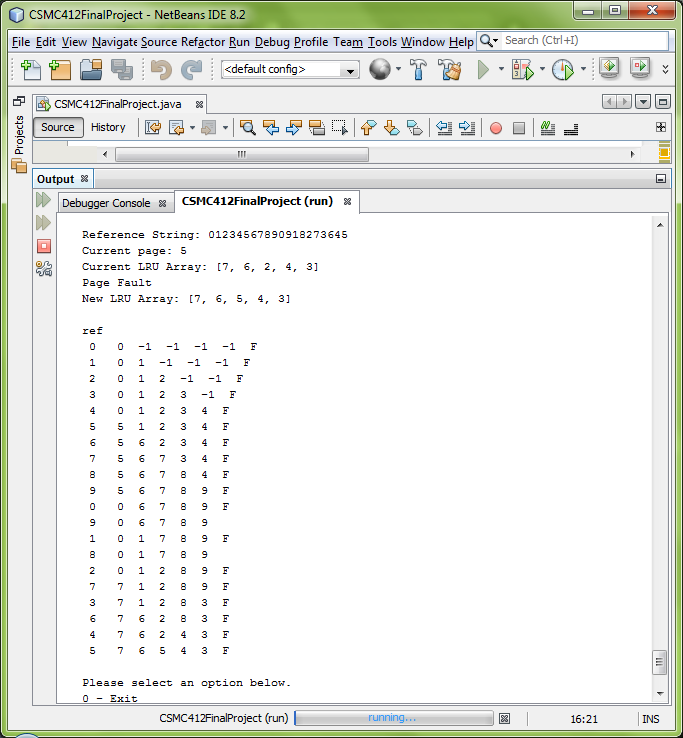 CSMC412FinalProject - NetBeans IDE 8.2
File Edit View Navigate Source Refactor Run Debug Profile Team Tools Window Help Search (Ctrl+I)
<default config>
CSMC412FinalProject.java
Projects
Source History
Output
Debugger Console CSMC412FinalProject (run)
Reference String: 01234567890918273645
Current page: 5
Current LRU Array: [7, 6, 2, 4, 3]
Page Fault
New LRU Array: [7, 6, 5, 4, 3]
ref
0 0 -1 -1 -1 -1 F
1 0 1 -1 -1 -1 F
2 0 1 2 -1 -1 F
3 0 1 2 3 -1 F
4 0 1 2 3 4 F
5 5 1 2 3 4 F
6 5 6 2 3 4 F
7 5 6 7 3 4 F
8 5 6 7 8 4 F
9 5 6 7 8 9 F
0 0 6 7 8 9 F
9 0 6 7 8 9
1 0 1 7 8 9 F
8 0 1 7 8 9
2 0 1 2 8 9 F
7 7 1 2 8 9 F
3 7 1 2 8 3 F
6 7 6 2 8 3 F
4 7 6 2 4 3 F
5 7 6 5 4 3 F
Please select an option below.
0 - Exit
CSMC412FinalProject (run) running... 16:21 INS